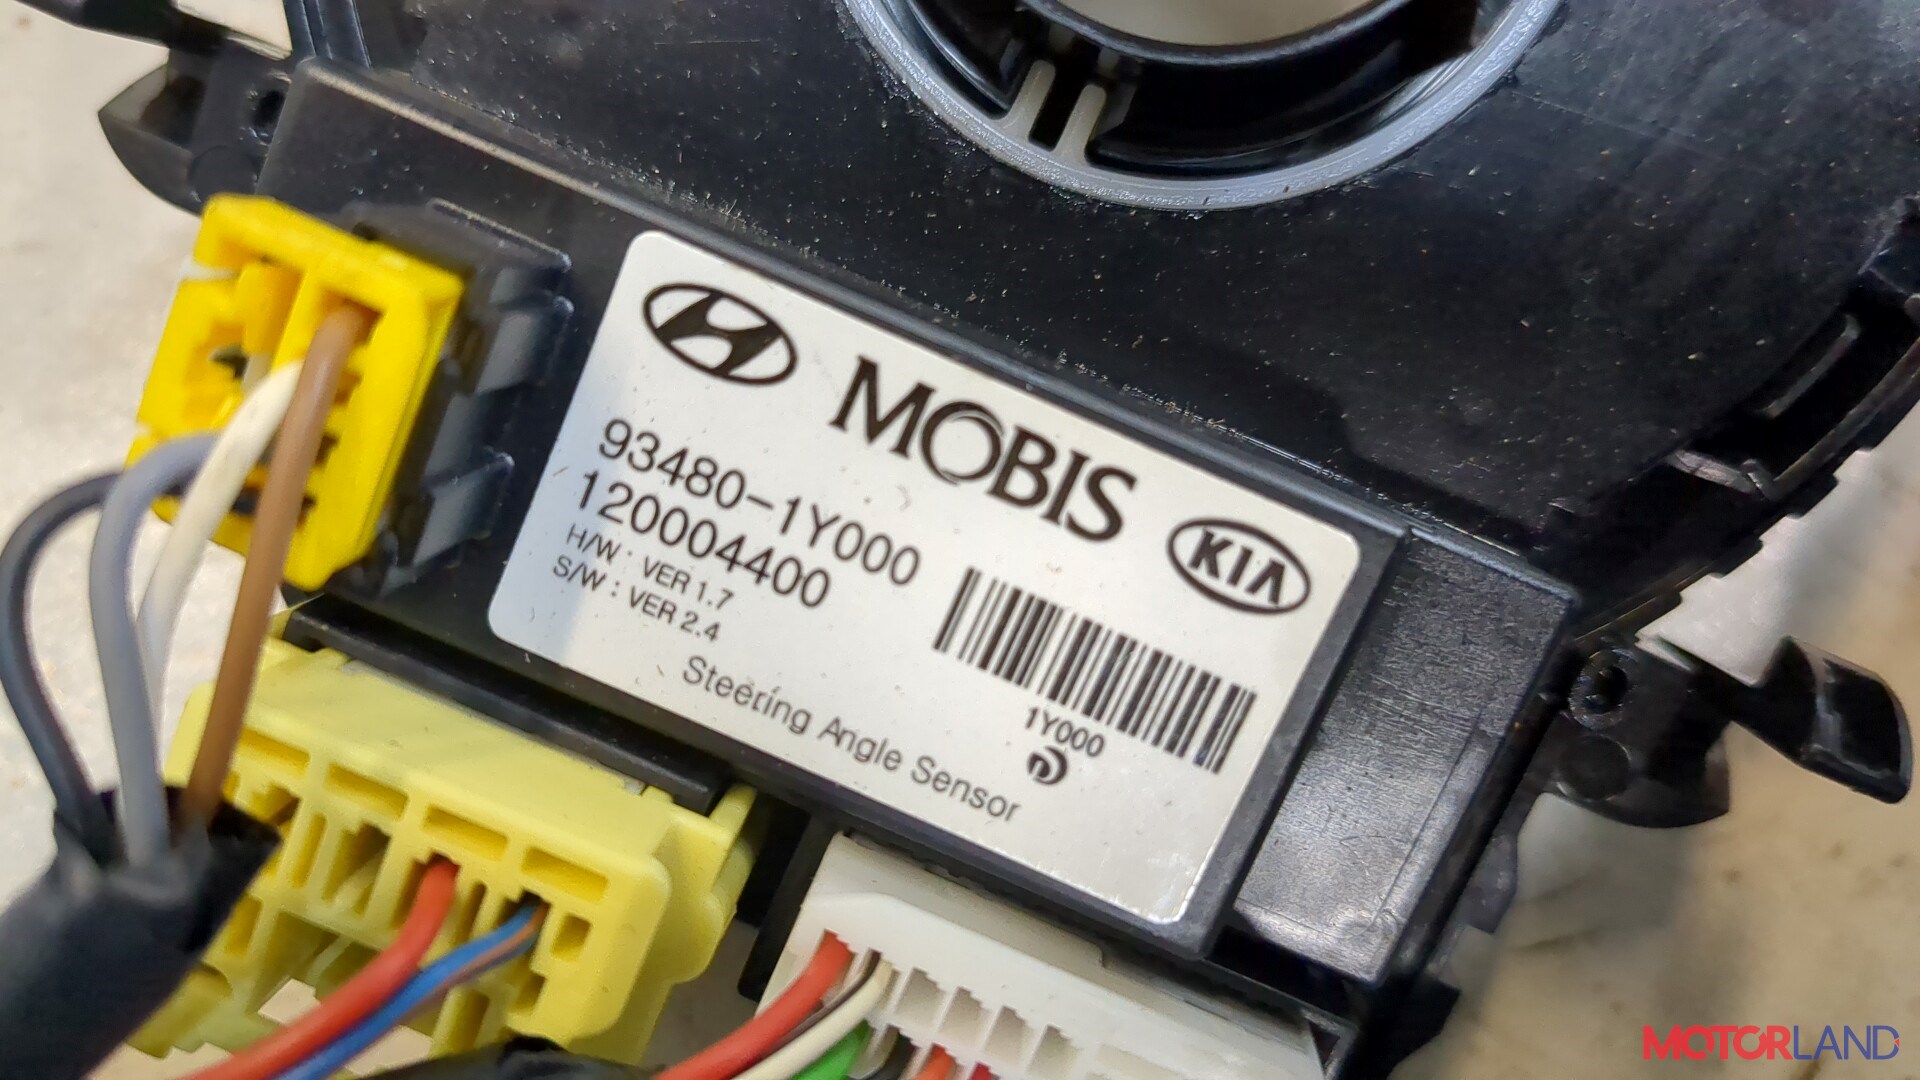 MOBIS
KIA
93480-1Y000
120004400
H/W : VER 1.7
S/W : VER 2.4
1Y000
Steering Angle Sensor
MOTORLAND